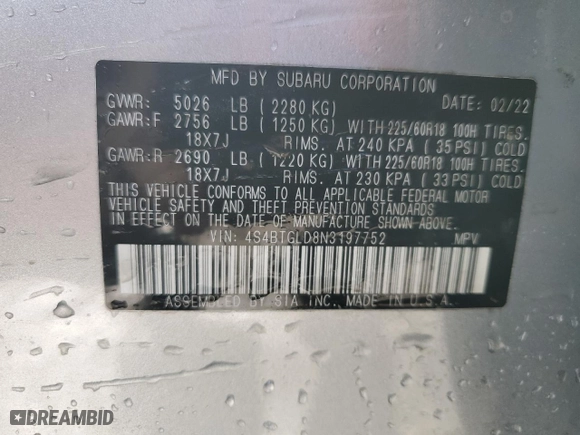 MFD BY SUBARU CORPORATION
GVWR: 5026 LB (2280 KG) DATE: 02/22
GAWR:F 2756 LB (1250 KG) WITH 225/60R18 100H TIRES.
18X7J RIMS. AT 240 KPA (35 PSI) COLD
GAWR:R 2690 LB (1220 KG) WITH 225/60R18 100H TIRES.
18X7J RIMS. AT 230 KPA (33 PSI) COLD
THIS VEHICLE CONFORMS TO ALL APPLICABLE FEDERAL MOTOR
VEHICLE SAFETY AND THEFT PREVENTION STANDARDS
IN EFFECT ON THE DATE OF MANUFACTURE SHOWN ABOVE.
VIN: 4S4BTGLD8N3197752 MPV
ASSEMBLED BY SIA INC. MADE IN U.S.A.
DREAMBID